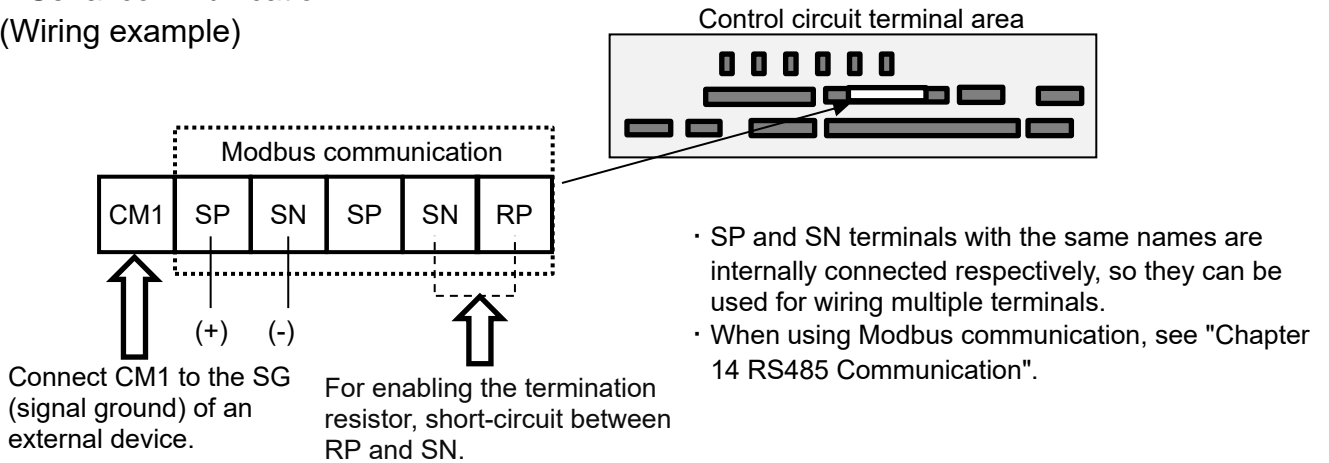 (Wiring example)
Control circuit terminal area
Modbus communication
CM1 SP SN SP SN RP
(+) (-)
Connect CM1 to the SG
(signal ground) of an
external device.
For enabling the termination
resistor, short-circuit between
RP and SN.
・SP and SN terminals with the same names are
internally connected respectively, so they can be
used for wiring multiple terminals.
・When using Modbus communication, see "Chapter
14 RS485 Communication".